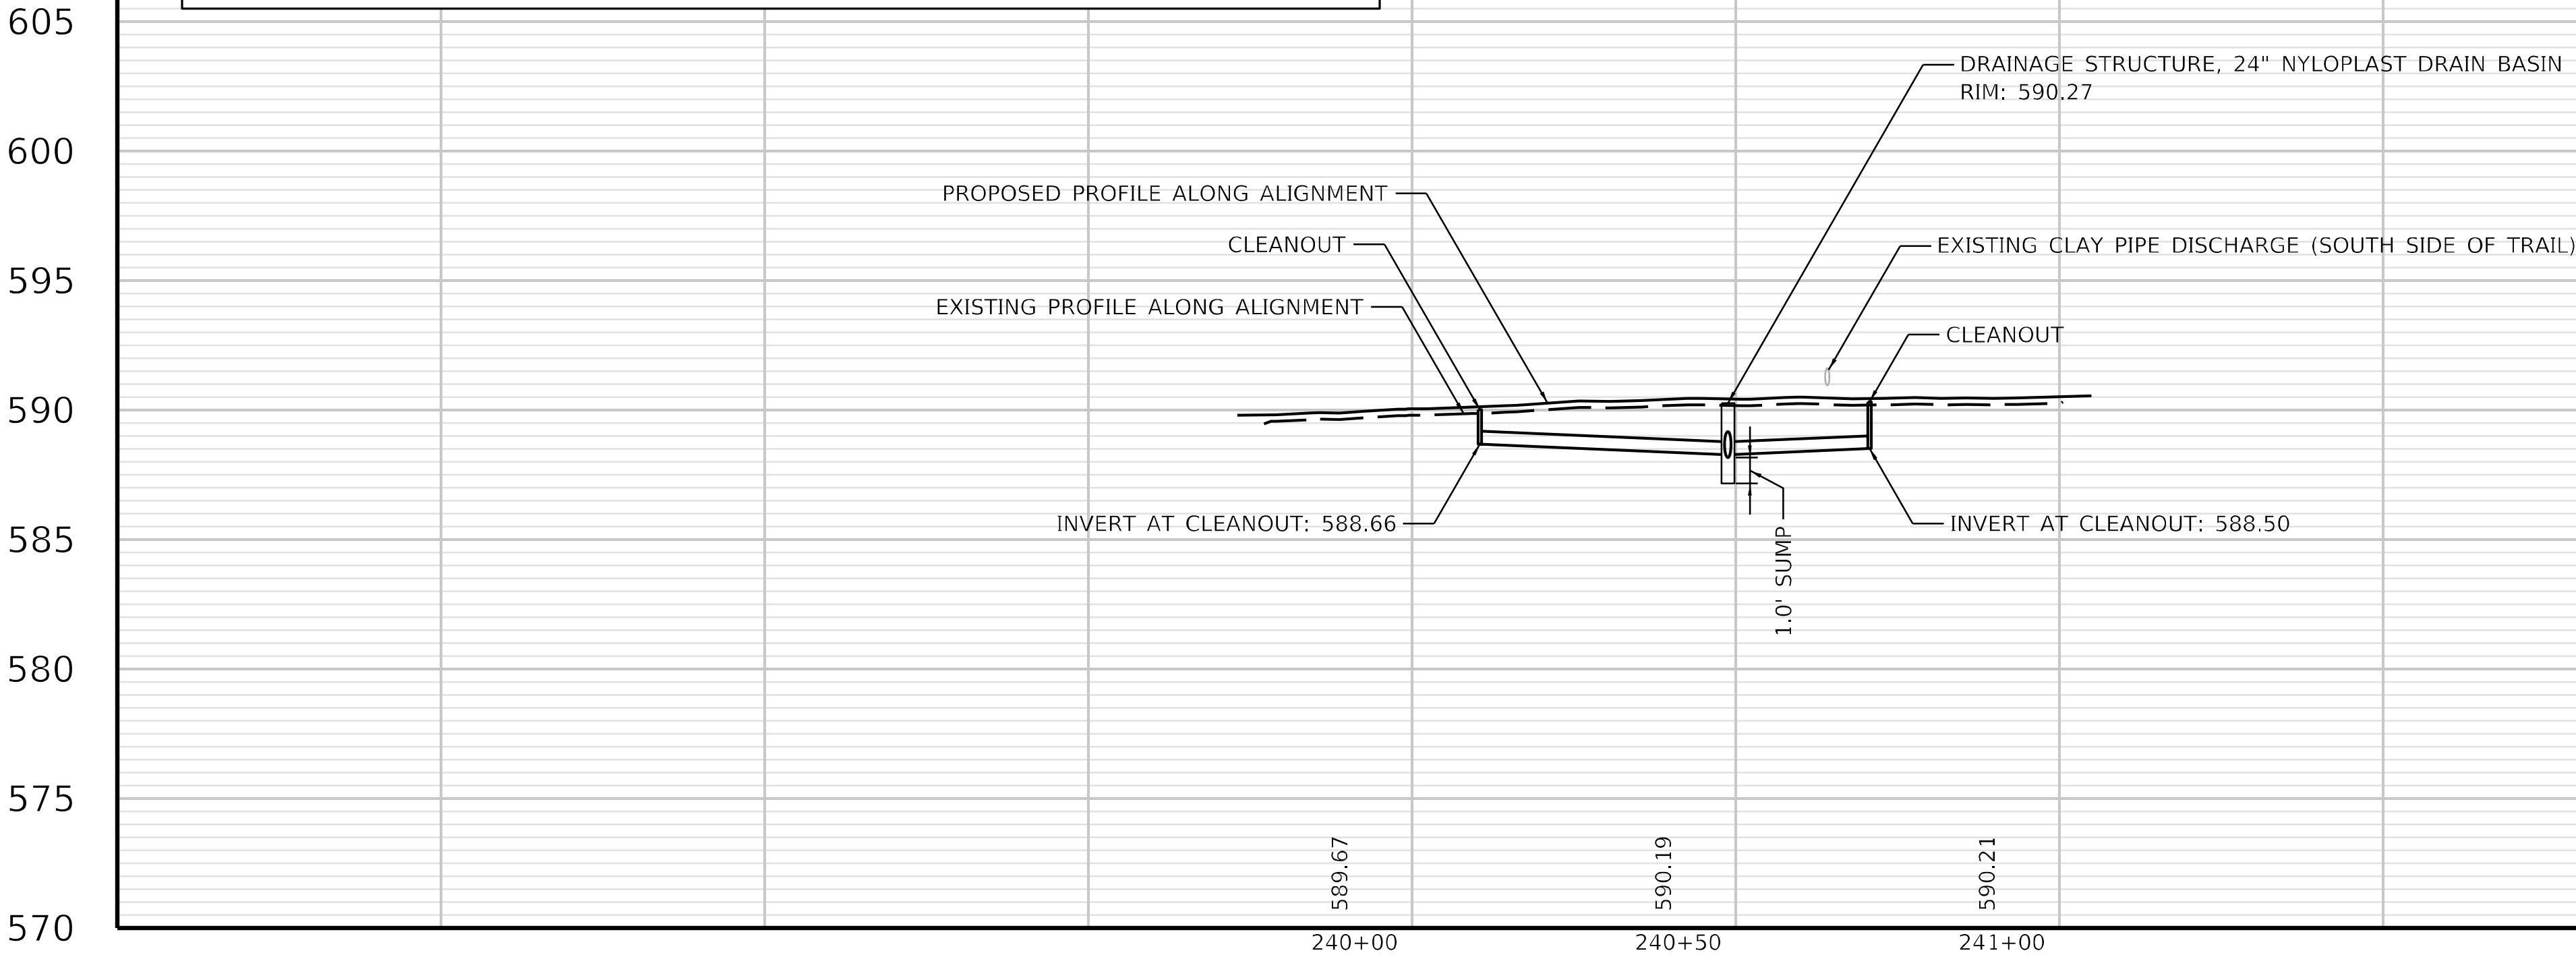 605
DRAINAGE STRUCTURE, 24" NYLOPLAST DRAIN BASIN
RIM: 590.27
600
PROPOSED PROFILE ALONG ALIGNMENT
CLEANOUT
EXISTING CLAY PIPE DISCHARGE (SOUTH SIDE OF TRAIL)
595
EXISTING PROFILE ALONG ALIGNMENT
CLEANOUT
590
INVERT AT CLEANOUT: 588.66
INVERT AT CLEANOUT: 588.50
585
1.0' SUMP
580
575
589.67
590.19
590.21
570
240+00
240+50
241+00